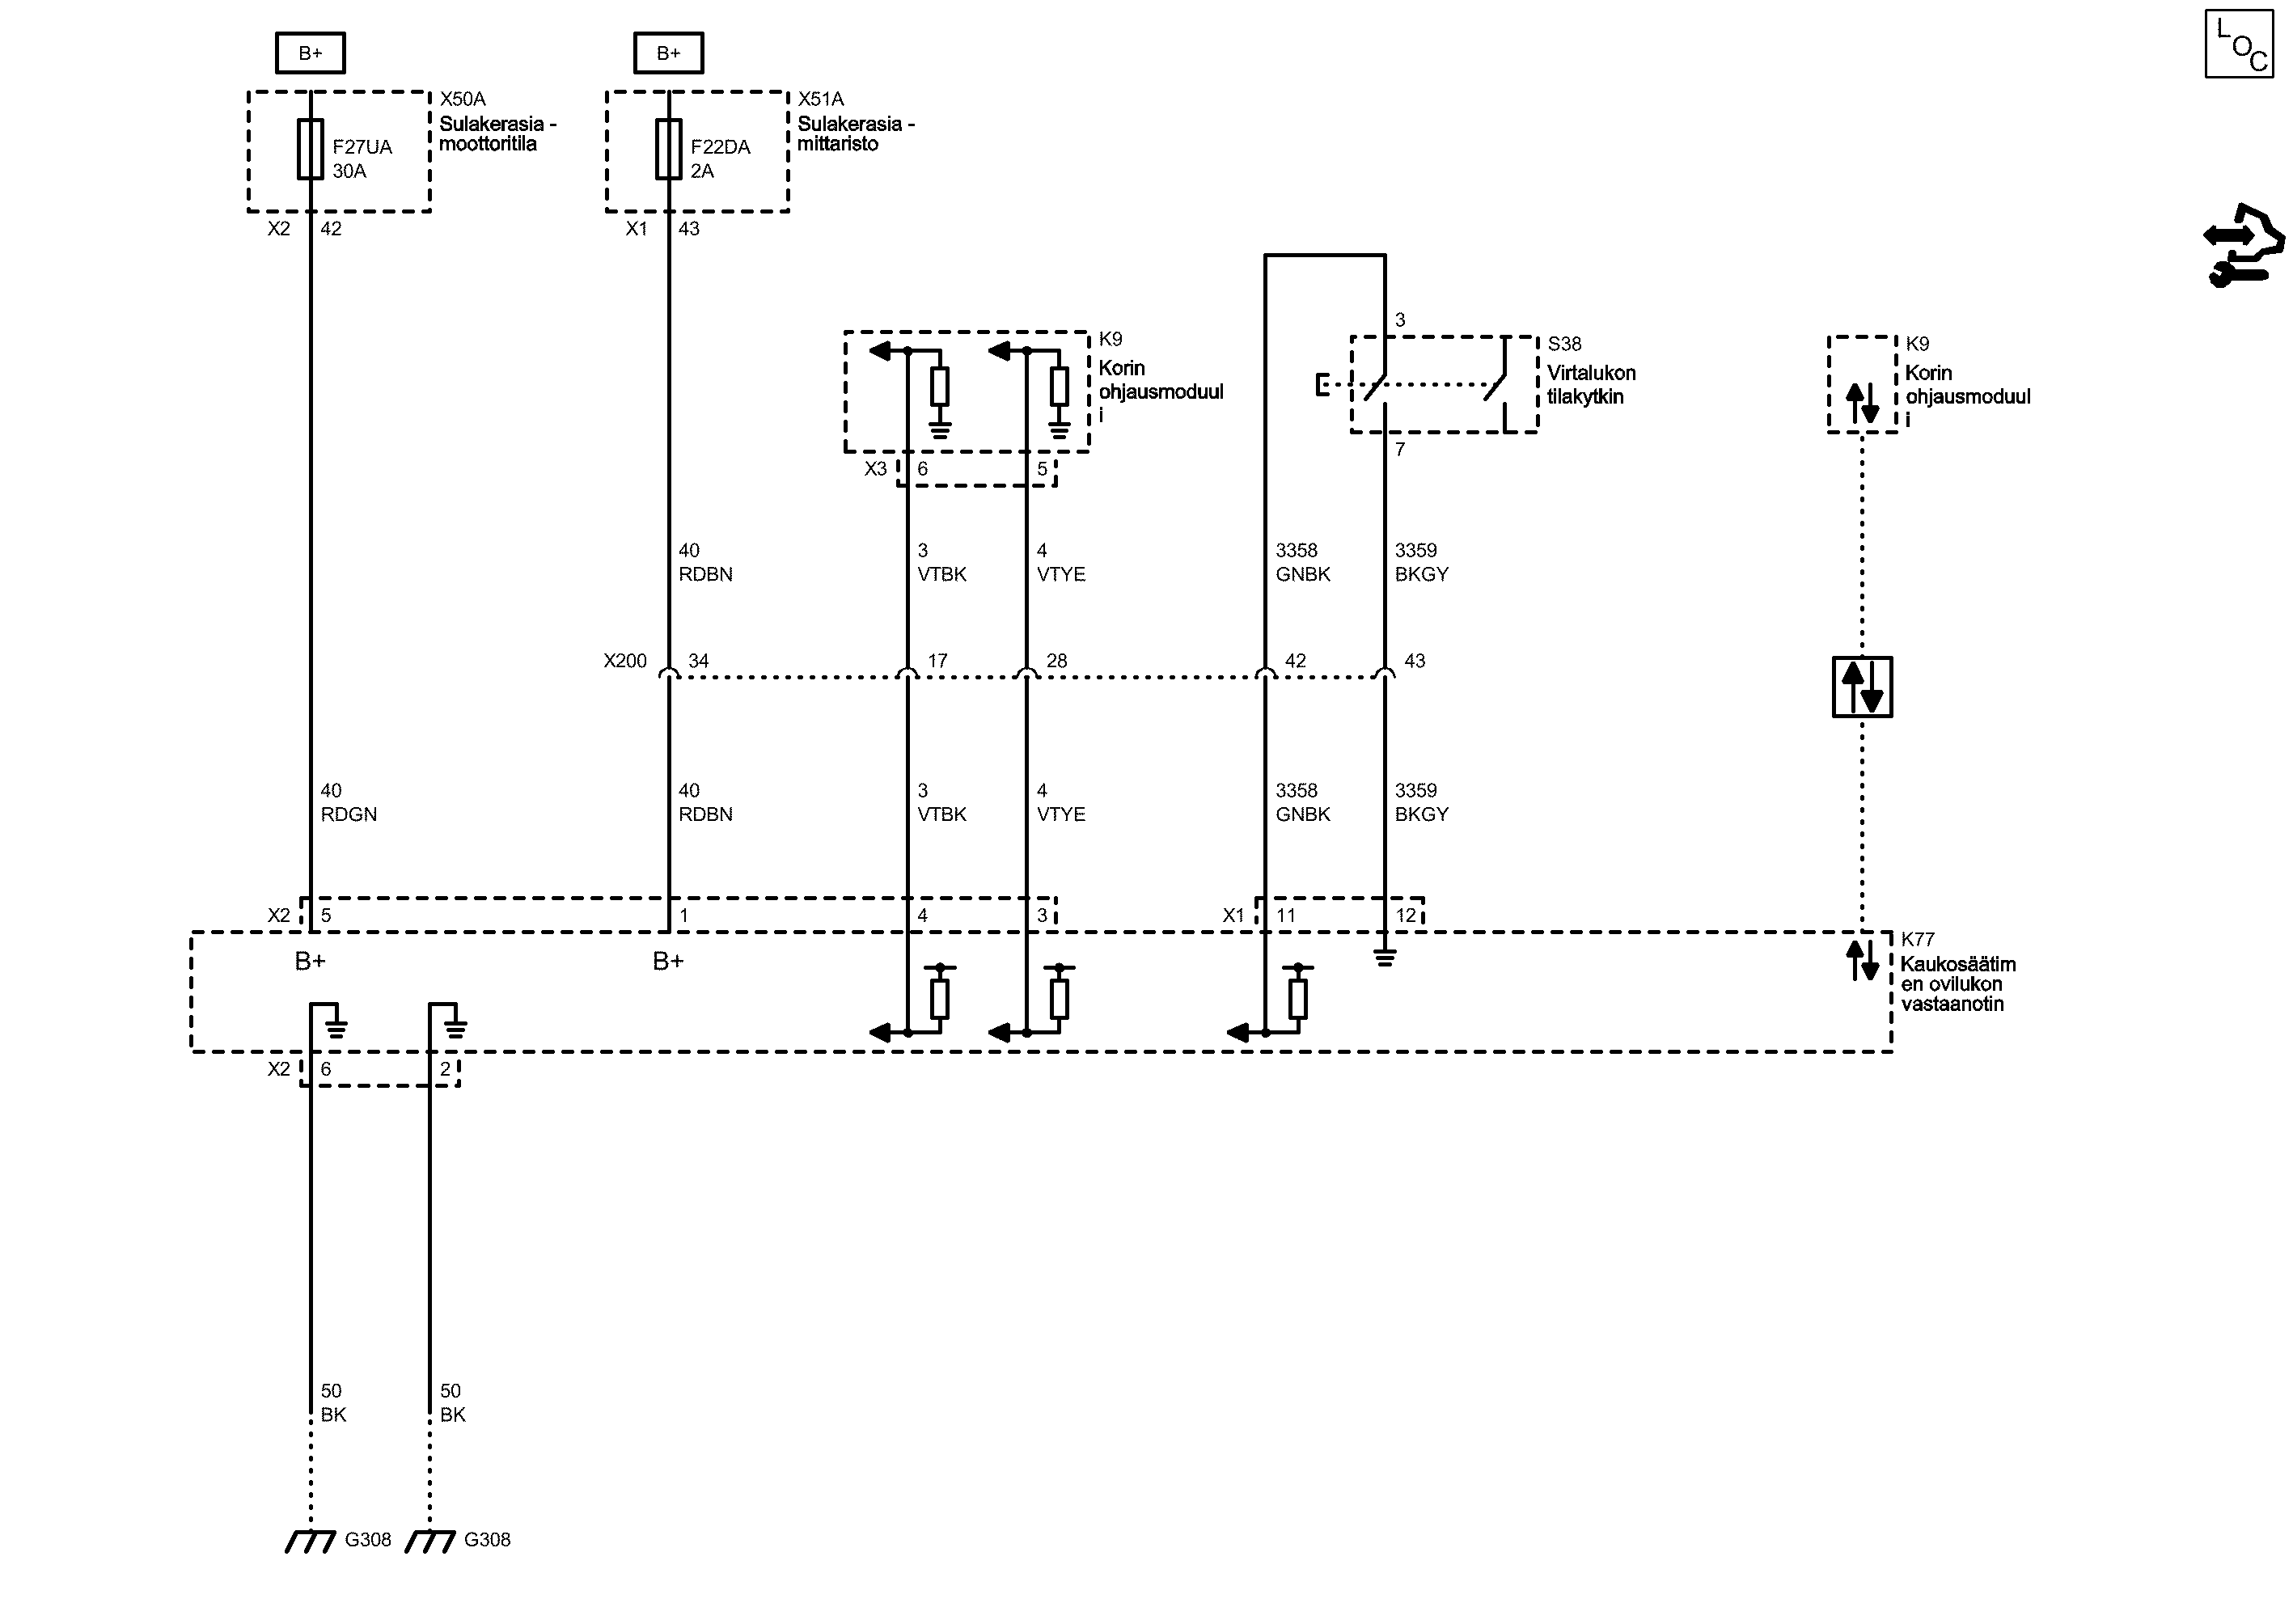 L
O
C
B+
B+
X50A
Sulakerasia -
moottoritila
F27UA
30A
X51A
Sulakerasia -
mittaristo
F22DA
2A
X2 42
X1 43
K9
Korin
ohjausmoduul
i
X3 6 5
3
S38
Virtalukon
tilakytkin
7
K9
Korin
ohjausmoduul
i
40
RDBN
3
VTBK
4
VTYE
3358
GNBK
3359
BKGY
X200 34 17 28 42 43
40
RDGN
40
RDBN
3
VTBK
4
VTYE
3358
GNBK
3359
BKGY
X2 5 1 4 3 X1 11 12
B+
B+
K77
Kaukosäätim
en ovilukon
vastaanotin
X2 6 2
50
BK
50
BK
G308
G308